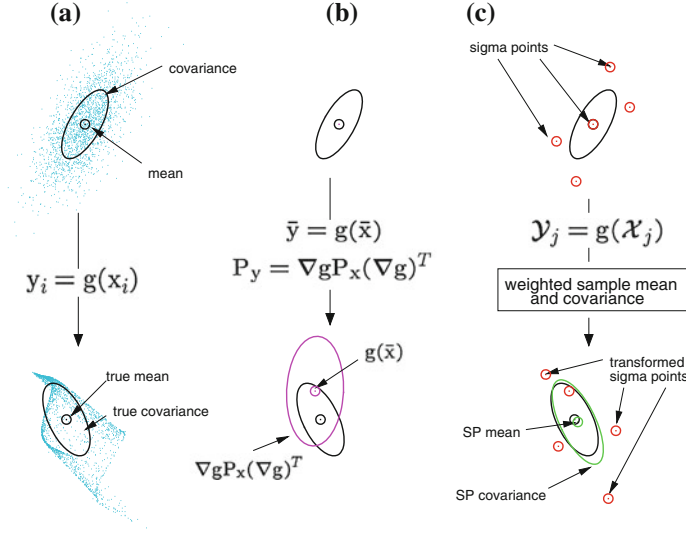 (a)
covariance
mean
yᵢ = g(xᵢ)
true mean
true covariance
(b)
ȳ = g(x̄)
P_y = ∇gPₓ(∇g)ᵀ
g(x̄)
∇gPₓ(∇g)ᵀ
(c)
sigma points
𝒴ⱼ = g(𝒳ⱼ)
weighted sample mean
and covariance
transformed
sigma points
SP mean
SP covariance